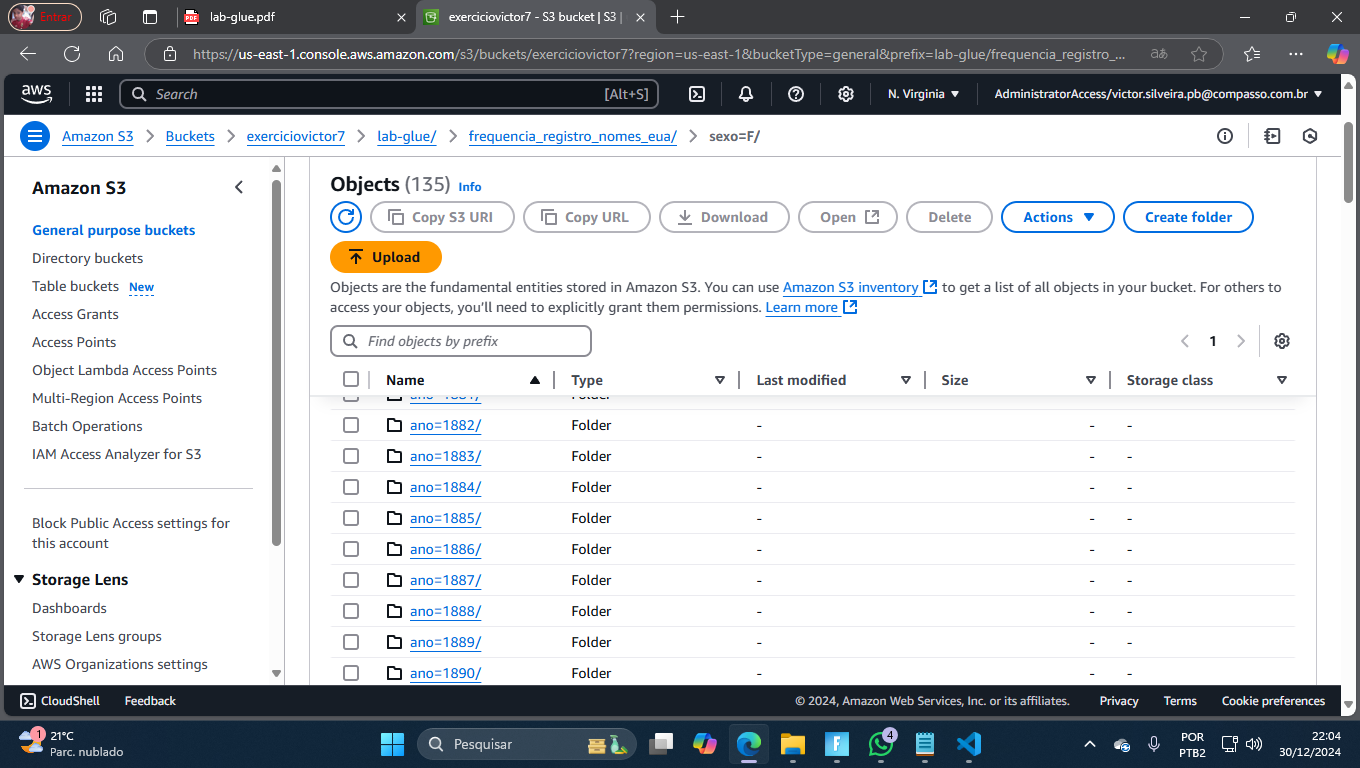 Entrar
lab-glue.pdf
exerciciovictor7 - S3 bucket | S3 |
https://us-east-1.console.aws.amazon.com/s3/buckets/exerciciovictor7?region=us-east-1&bucketType=general&prefix=lab-glue/frequencia_registro_...
aws
Search
[Alt+S]
N. Virginia
AdministratorAccess/victor.silveira.pb@compasso.com.br
Amazon S3
Buckets
exerciciovictor7
lab-glue/
frequencia_registro_nomes_eua/
sexo=F/
Amazon S3
General purpose buckets
Directory buckets
Table buckets New
Access Grants
Access Points
Object Lambda Access Points
Multi-Region Access Points
Batch Operations
IAM Access Analyzer for S3
Block Public Access settings for
this account
Storage Lens
Dashboards
Storage Lens groups
AWS Organizations settings
Objects (135) Info
Copy S3 URI
Copy URL
Download
Open
Delete
Actions
Create folder
Upload
Objects are the fundamental entities stored in Amazon S3. You can use Amazon S3 inventory to get a list of all objects in your bucket. For others to
access your objects, you'll need to explicitly grant them permissions. Learn more
Find objects by prefix
1
Name Type Last modified Size Storage class
ano=1882/ Folder - - -
ano=1883/ Folder - - -
ano=1884/ Folder - - -
ano=1885/ Folder - - -
ano=1886/ Folder - - -
ano=1887/ Folder - - -
ano=1888/ Folder - - -
ano=1889/ Folder - - -
ano=1890/ Folder - - -
CloudShell
Feedback
© 2024, Amazon Web Services, Inc. or its affiliates.
Privacy
Terms
Cookie preferences
1
21°C
Parc. nublado
Pesquisar
4
POR
PTB2
22:04
30/12/2024